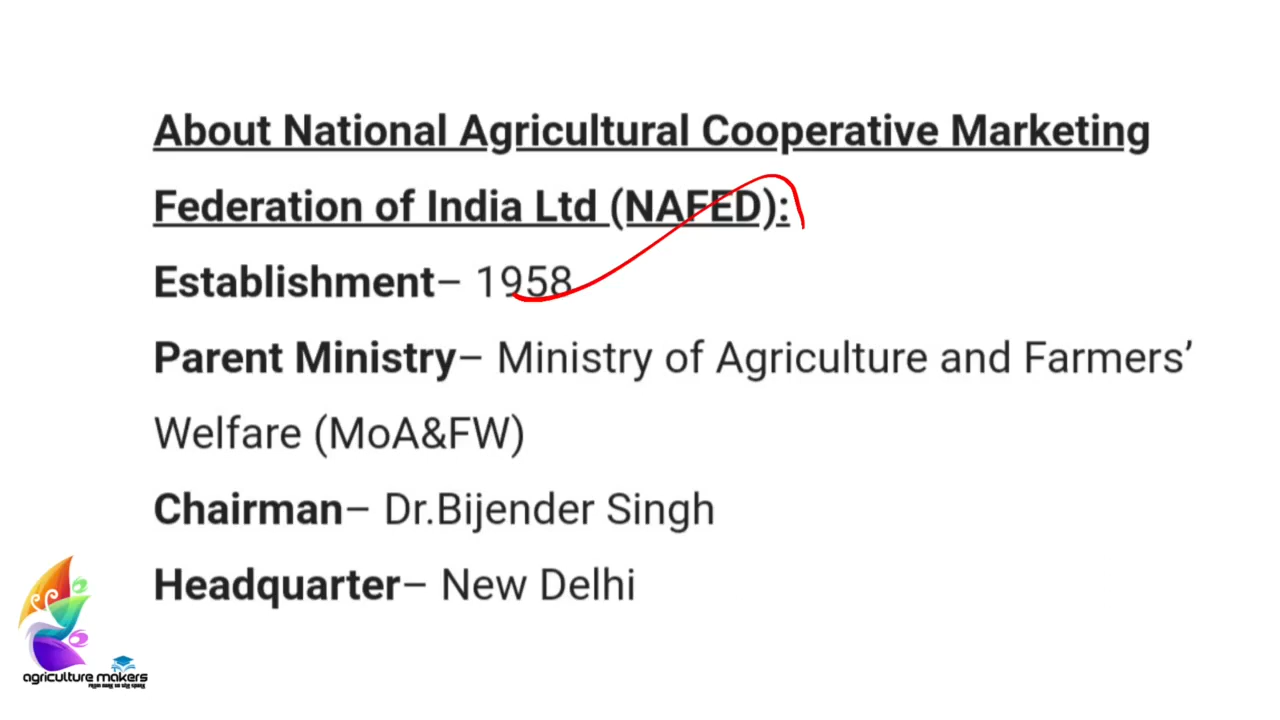 About National Agricultural Cooperative Marketing
Federation of India Ltd (NAFED):
Establishment– 1958
Parent Ministry– Ministry of Agriculture and Farmers’
Welfare (MoA&FW)
Chairman– Dr.Bijender Singh
Headquarter– New Delhi
agriculture makers